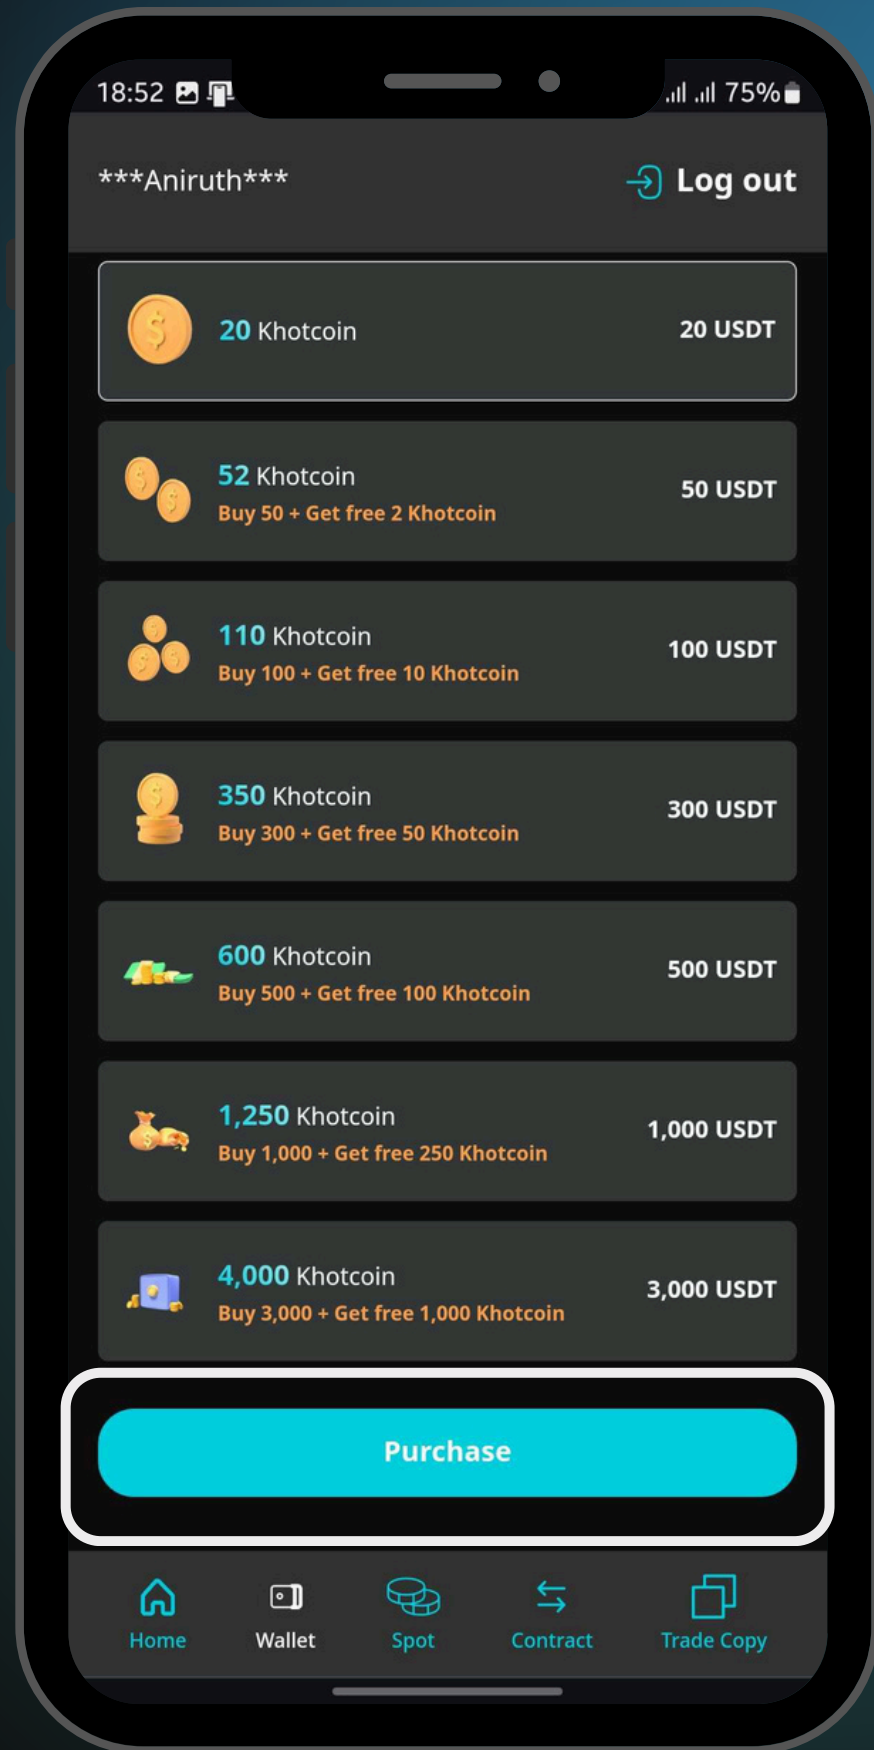 18:52
75%
***Aniruth***
Log out
20 Khotcoin
20 USDT
52 Khotcoin
Buy 50 + Get free 2 Khotcoin
50 USDT
110 Khotcoin
Buy 100 + Get free 10 Khotcoin
100 USDT
350 Khotcoin
Buy 300 + Get free 50 Khotcoin
300 USDT
600 Khotcoin
Buy 500 + Get free 100 Khotcoin
500 USDT
1,250 Khotcoin
Buy 1,000 + Get free 250 Khotcoin
1,000 USDT
4,000 Khotcoin
Buy 3,000 + Get free 1,000 Khotcoin
3,000 USDT
Purchase
Home
Wallet
Spot
Contract
Trade Copy